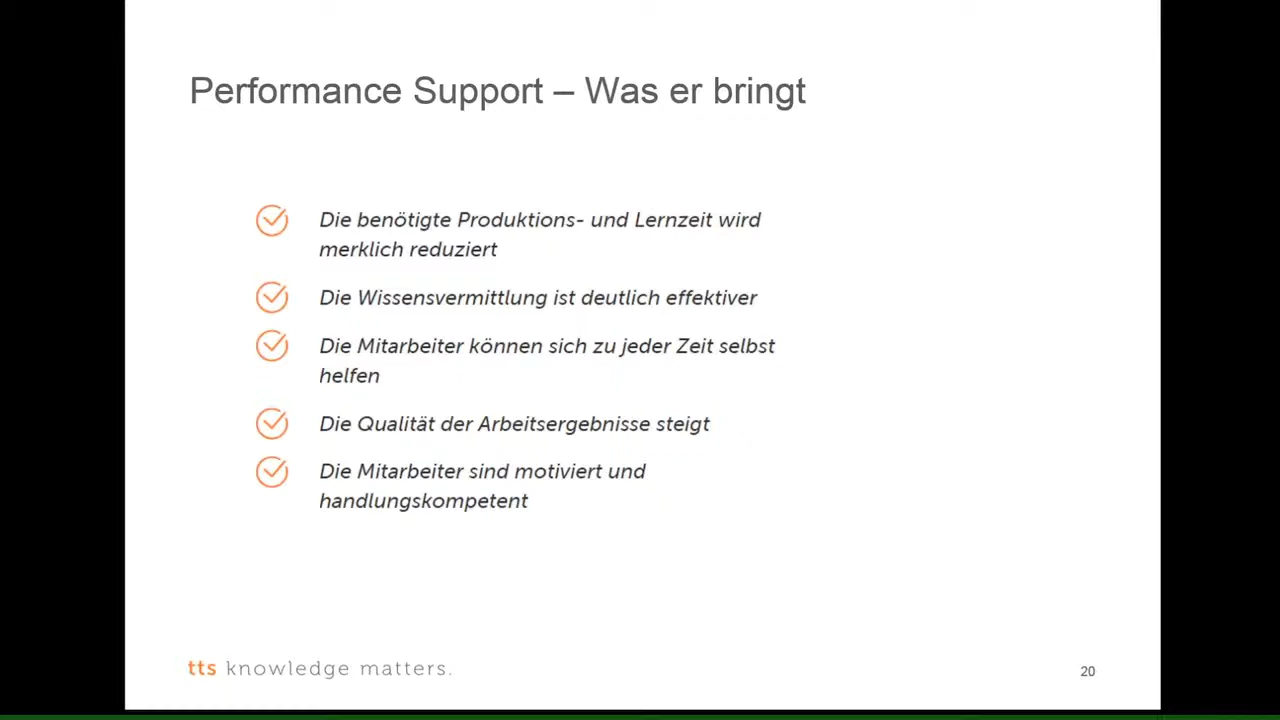 Performance Support – Was er bringt
Die benötigte Produktions- und Lernzeit wird
merklich reduziert
Die Wissensvermittlung ist deutlich effektiver
Die Mitarbeiter können sich zu jeder Zeit selbst
helfen
Die Qualität der Arbeitsergebnisse steigt
Die Mitarbeiter sind motiviert und
handlungskompetent
tts knowledge matters.
20